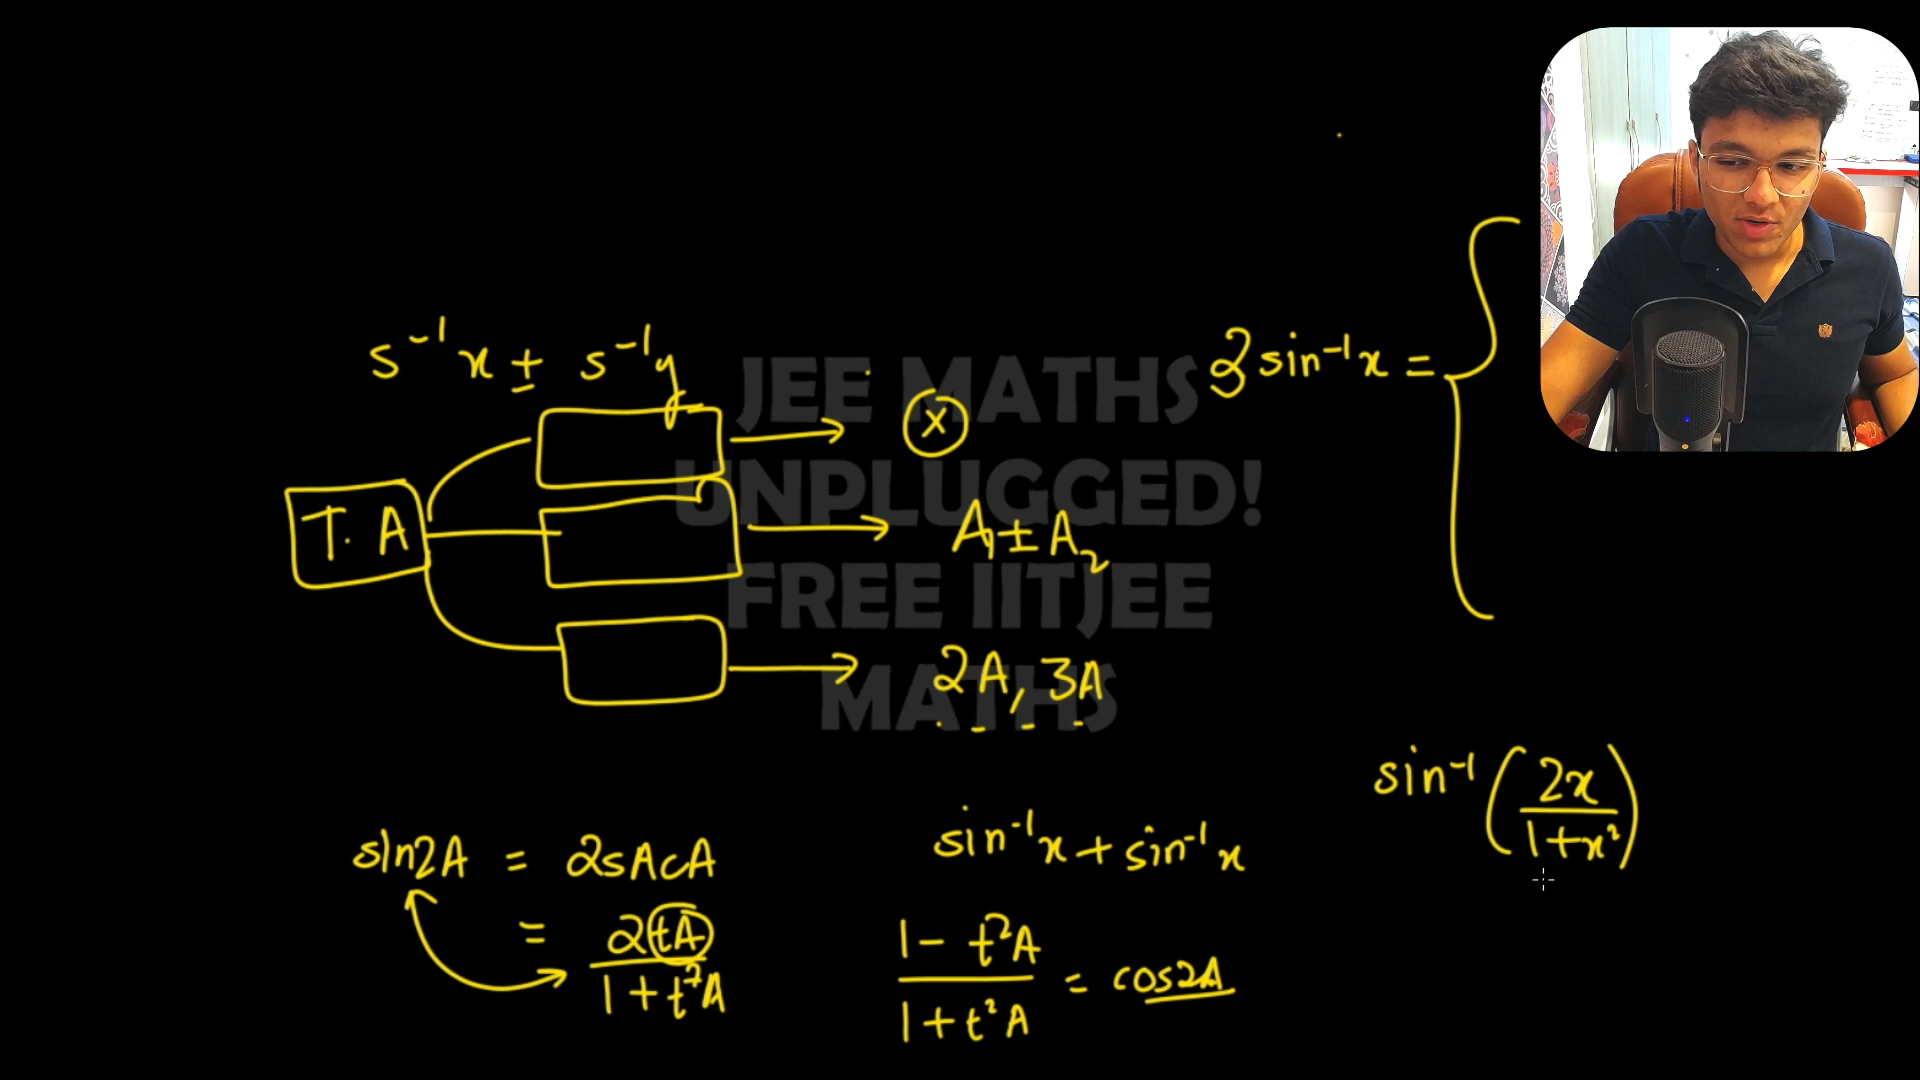 s⁻¹x ± s⁻¹y
T. A
x
A₁ ± A₂
2A, 3A
sin⁻¹x =
JEE MATHS
UNPLUGGED!
FREE IITJEE
MATHS
sin2A = 2sAcA
= 2tA / 1 + t²A
sin⁻¹x + sin⁻¹x
1 - t²A / 1 + t²A = cos2A
sin⁻¹(2x / 1+x²)